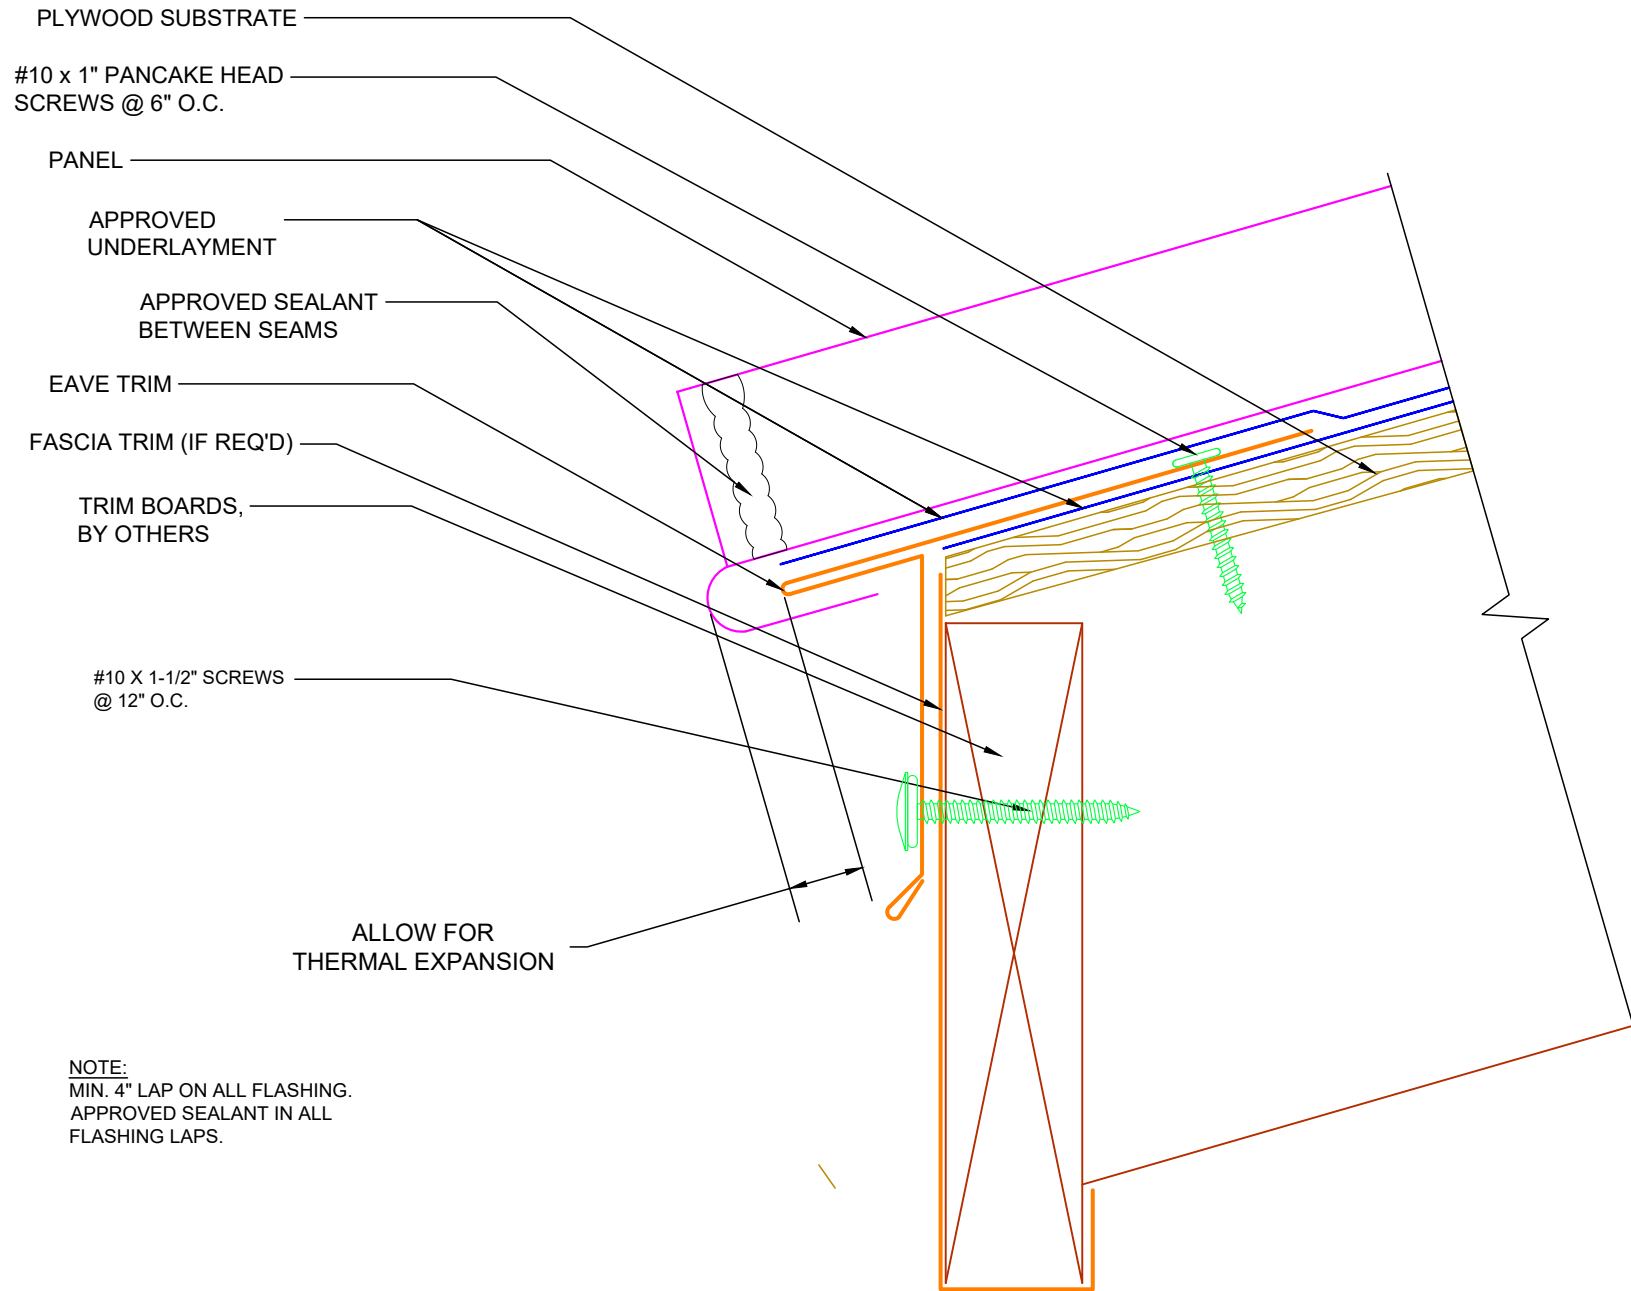 PLYWOOD SUBSTRATE
#10 x 1" PANCAKE HEAD
SCREWS @ 6" O.C.
PANEL
APPROVED
UNDERLAYMENT
APPROVED SEALANT
BETWEEN SEAMS
EAVE TRIM
FASCIA TRIM (IF REQ'D)
TRIM BOARDS,
BY OTHERS
#10 X 1-1/2" SCREWS
@ 12" O.C.
ALLOW FOR
THERMAL EXPANSION
NOTE:
MIN. 4" LAP ON ALL FLASHING.
APPROVED SEALANT IN ALL
FLASHING LAPS.